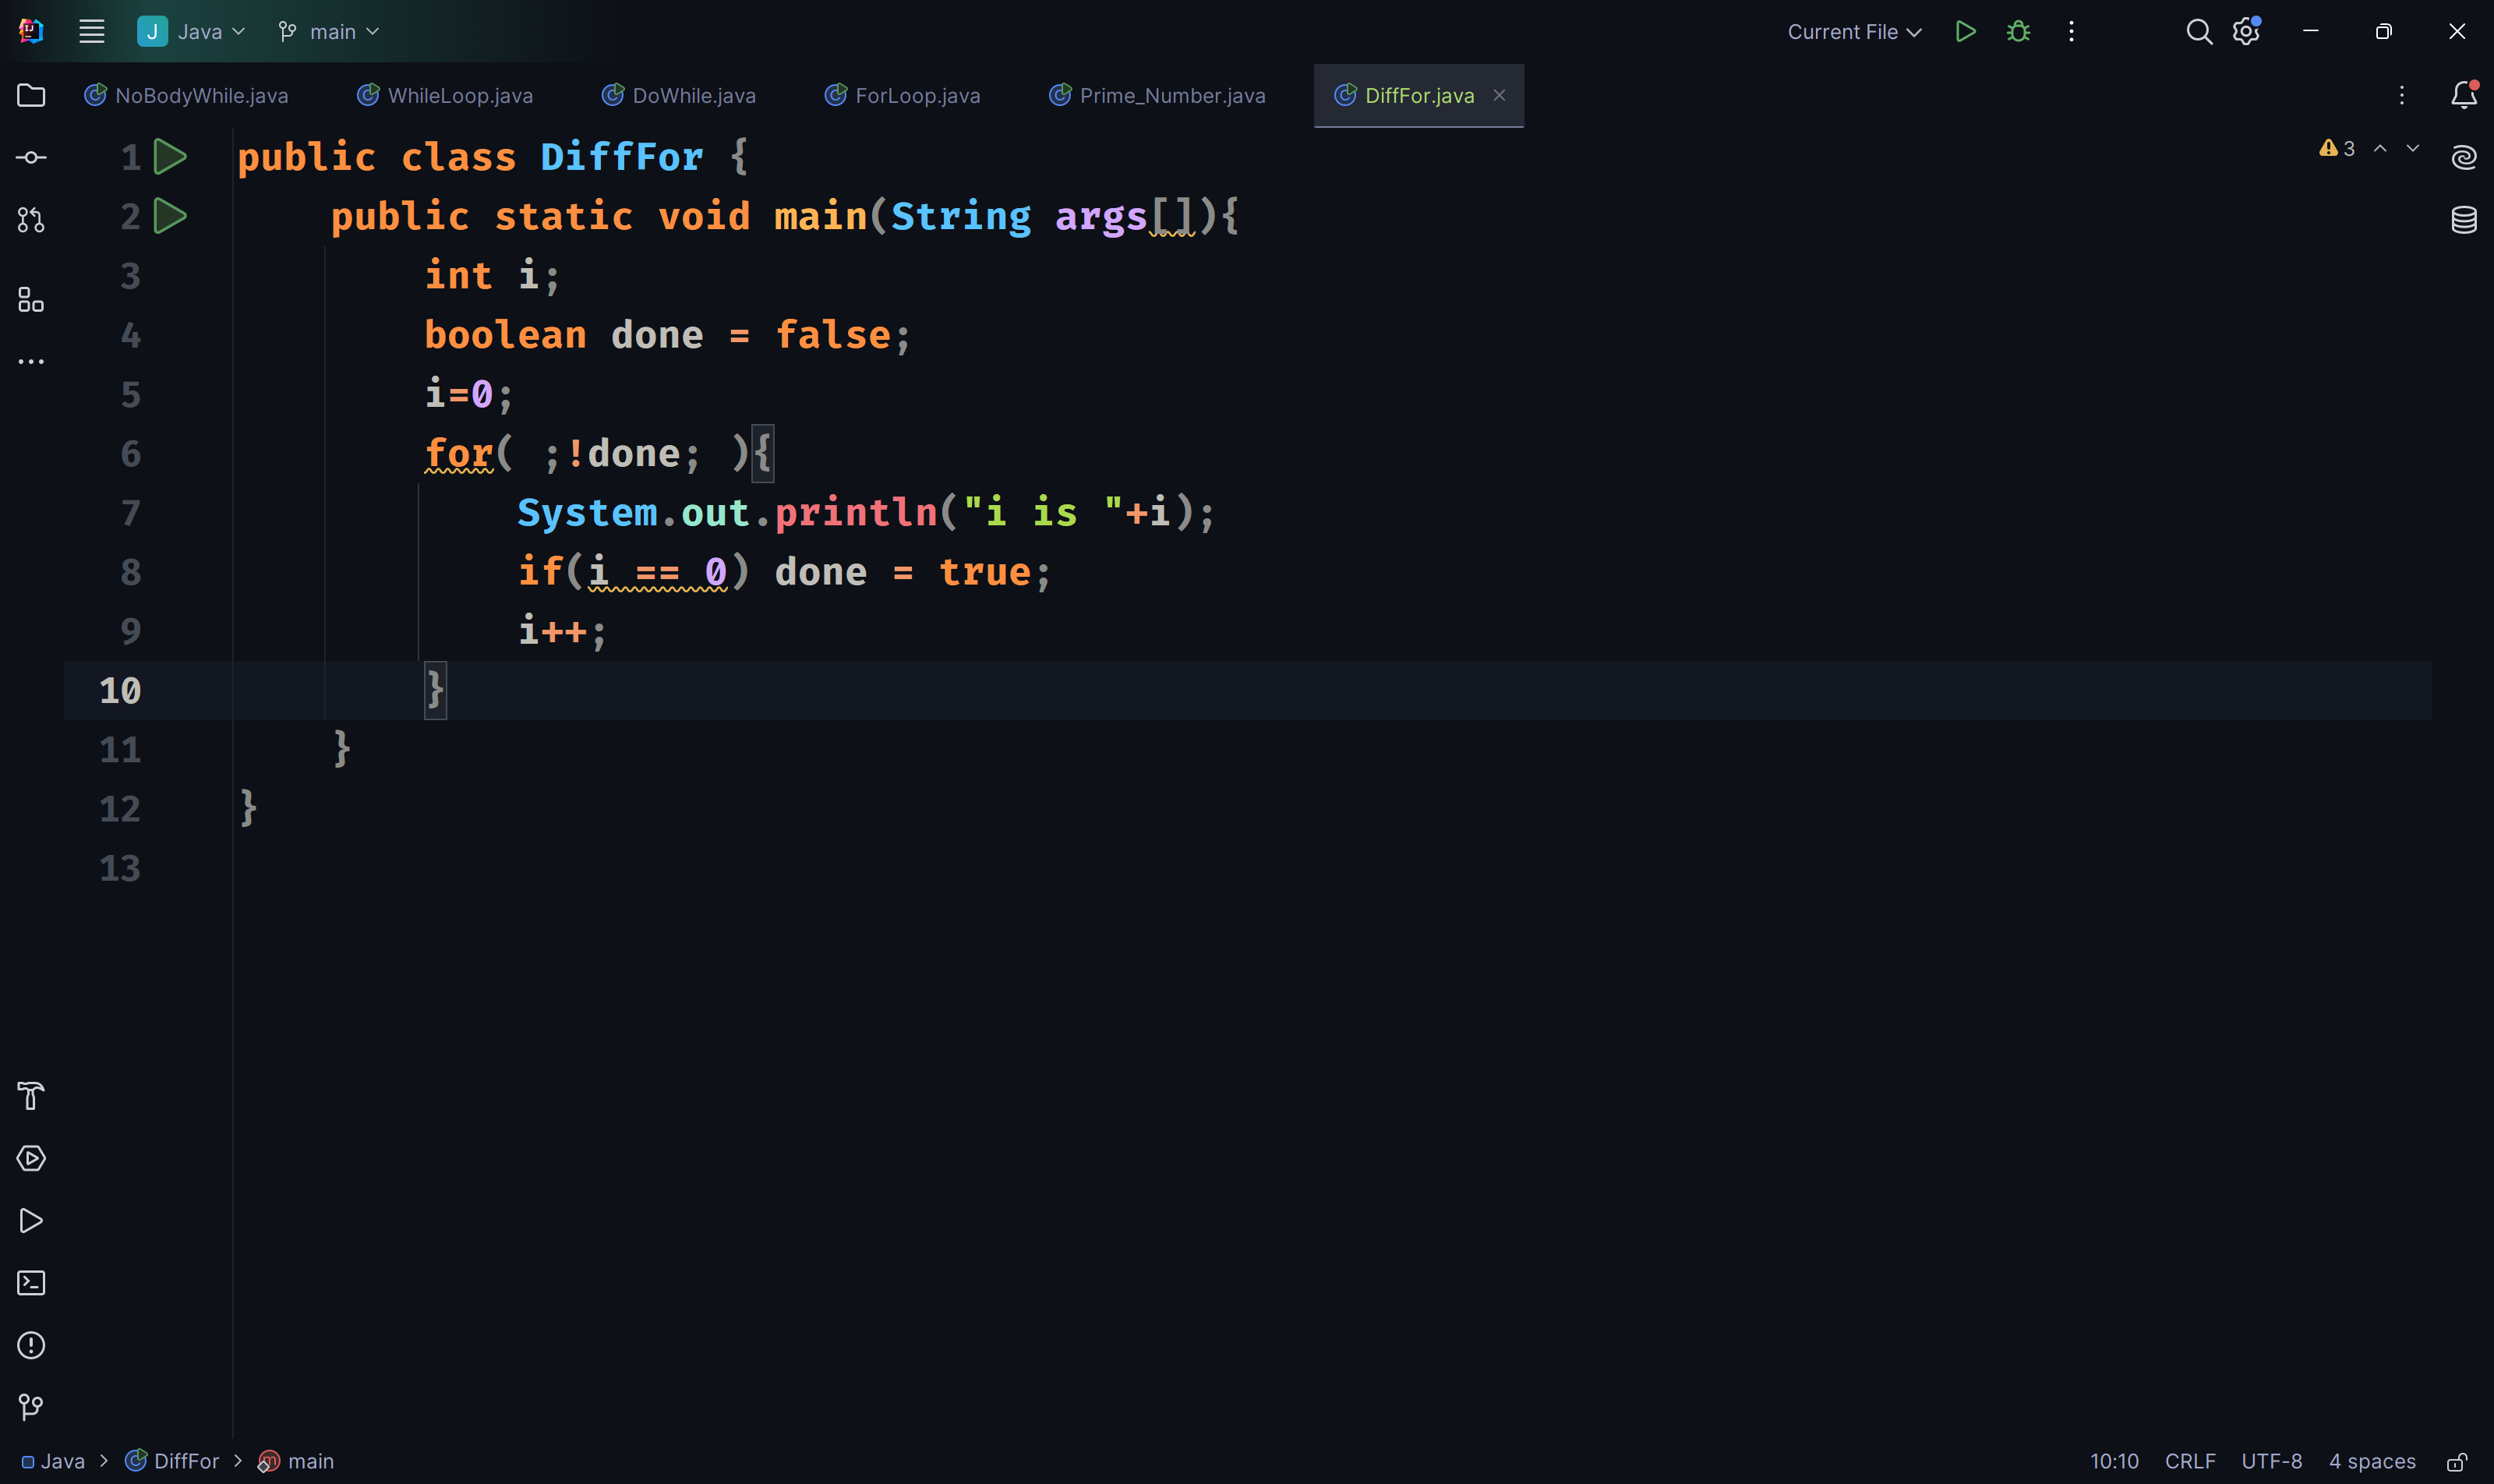 J Java main Current File
NoBodyWhile.java WhileLoop.java DoWhile.java ForLoop.java Prime_Number.java DiffFor.java
3
1 public class DiffFor {
2 public static void main(String args[]){
3 int i;
4 boolean done = false;
5 i=0;
6 for( ;!done; ){
7 System.out.println("i is "+i);
8 if(i == 0) done = true;
9 i++;
10 }
11 }
12 }
13
Java > DiffFor > m main 10:10 CRLF UTF-8 4 spaces